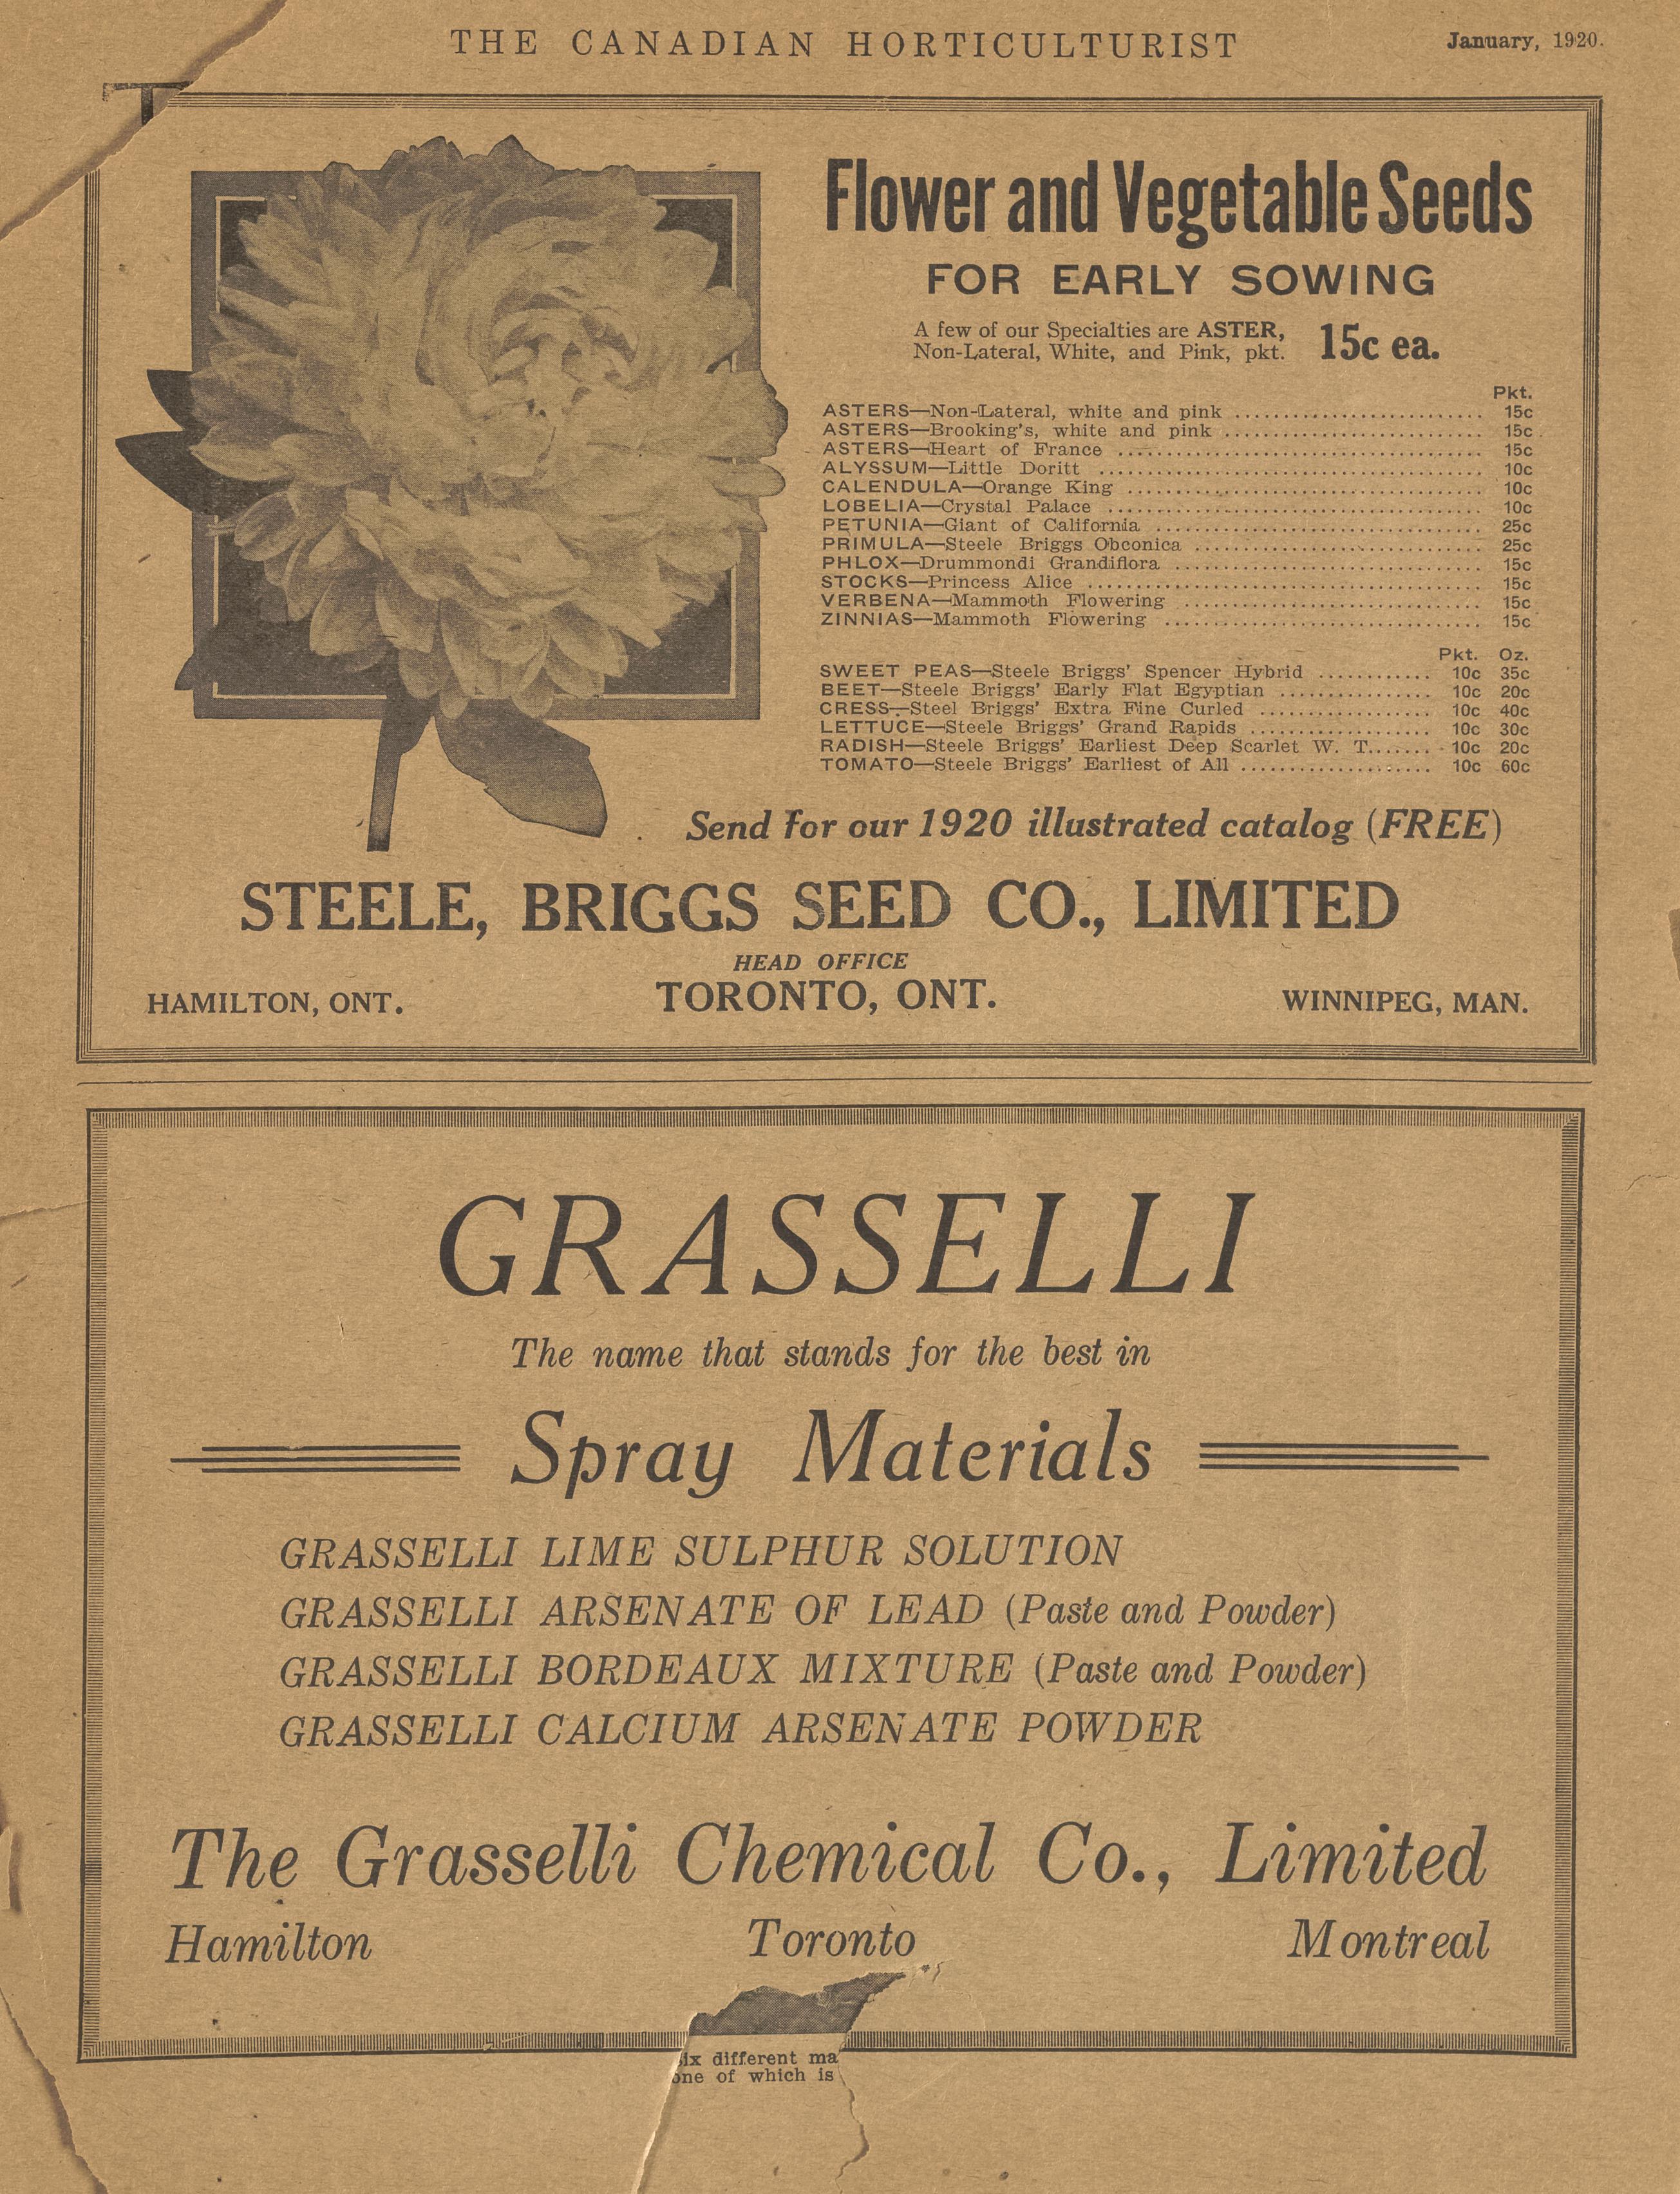 THE CANADIAN HORTICULTURIST
January, 1920.
T
Flower and Vegetable Seeds
FOR EARLY SOWING
A few of our Specialties are ASTER,
Non-Lateral, White, and Pink, pkt.
15c ea.
Pkt.
ASTERS—Non-Lateral, white and pink ........................ 15c
ASTERS—Brooking's, white and pink ........................ 15c
ASTERS—Heart of France ........................ 15c
ALYSSUM—Little Doritt ........................ 10c
CALENDULA—Orange King ........................ 10c
LOBELIA—Crystal Palace ........................ 10c
PETUNIA—Giant of California ........................ 25c
PRIMULA—Steele Briggs Obconica ........................ 25c
PHLOX—Drummondi Grandiflora ........................ 15c
STOCKS—Princess Alice ........................ 15c
VERBENA—Mammoth Flowering ........................ 15c
ZINNIAS—Mammoth Flowering ........................ 15c
Pkt. Oz.
SWEET PEAS—Steele Briggs' Spencer Hybrid ............ 10c 35c
BEET—Steele Briggs' Early Flat Egyptian ............ 10c 20c
CRESS—Steel Briggs' Extra Fine Curled ............ 10c 40c
LETTUCE—Steele Briggs' Grand Rapids ............ 10c 30c
RADISH—Steele Briggs' Earliest Deep Scarlet W. T....... 10c 20c
TOMATO—Steele Briggs' Earliest of All ............ 10c 60c
Send for our 1920 illustrated catalog (FREE)
STEELE, BRIGGS SEED CO., LIMITED
HEAD OFFICE
HAMILTON, ONT. TORONTO, ONT. WINNIPEG, MAN.
GRASSELLI
The name that stands for the best in
Spray Materials
GRASSELLI LIME SULPHUR SOLUTION
GRASSELLI ARSENATE OF LEAD (Paste and Powder)
GRASSELLI BORDEAUX MIXTURE (Paste and Powder)
GRASSELLI CALCIUM ARSENATE POWDER
The Grasselli Chemical Co., Limited
Hamilton Toronto Montreal
six different ma
one of which is